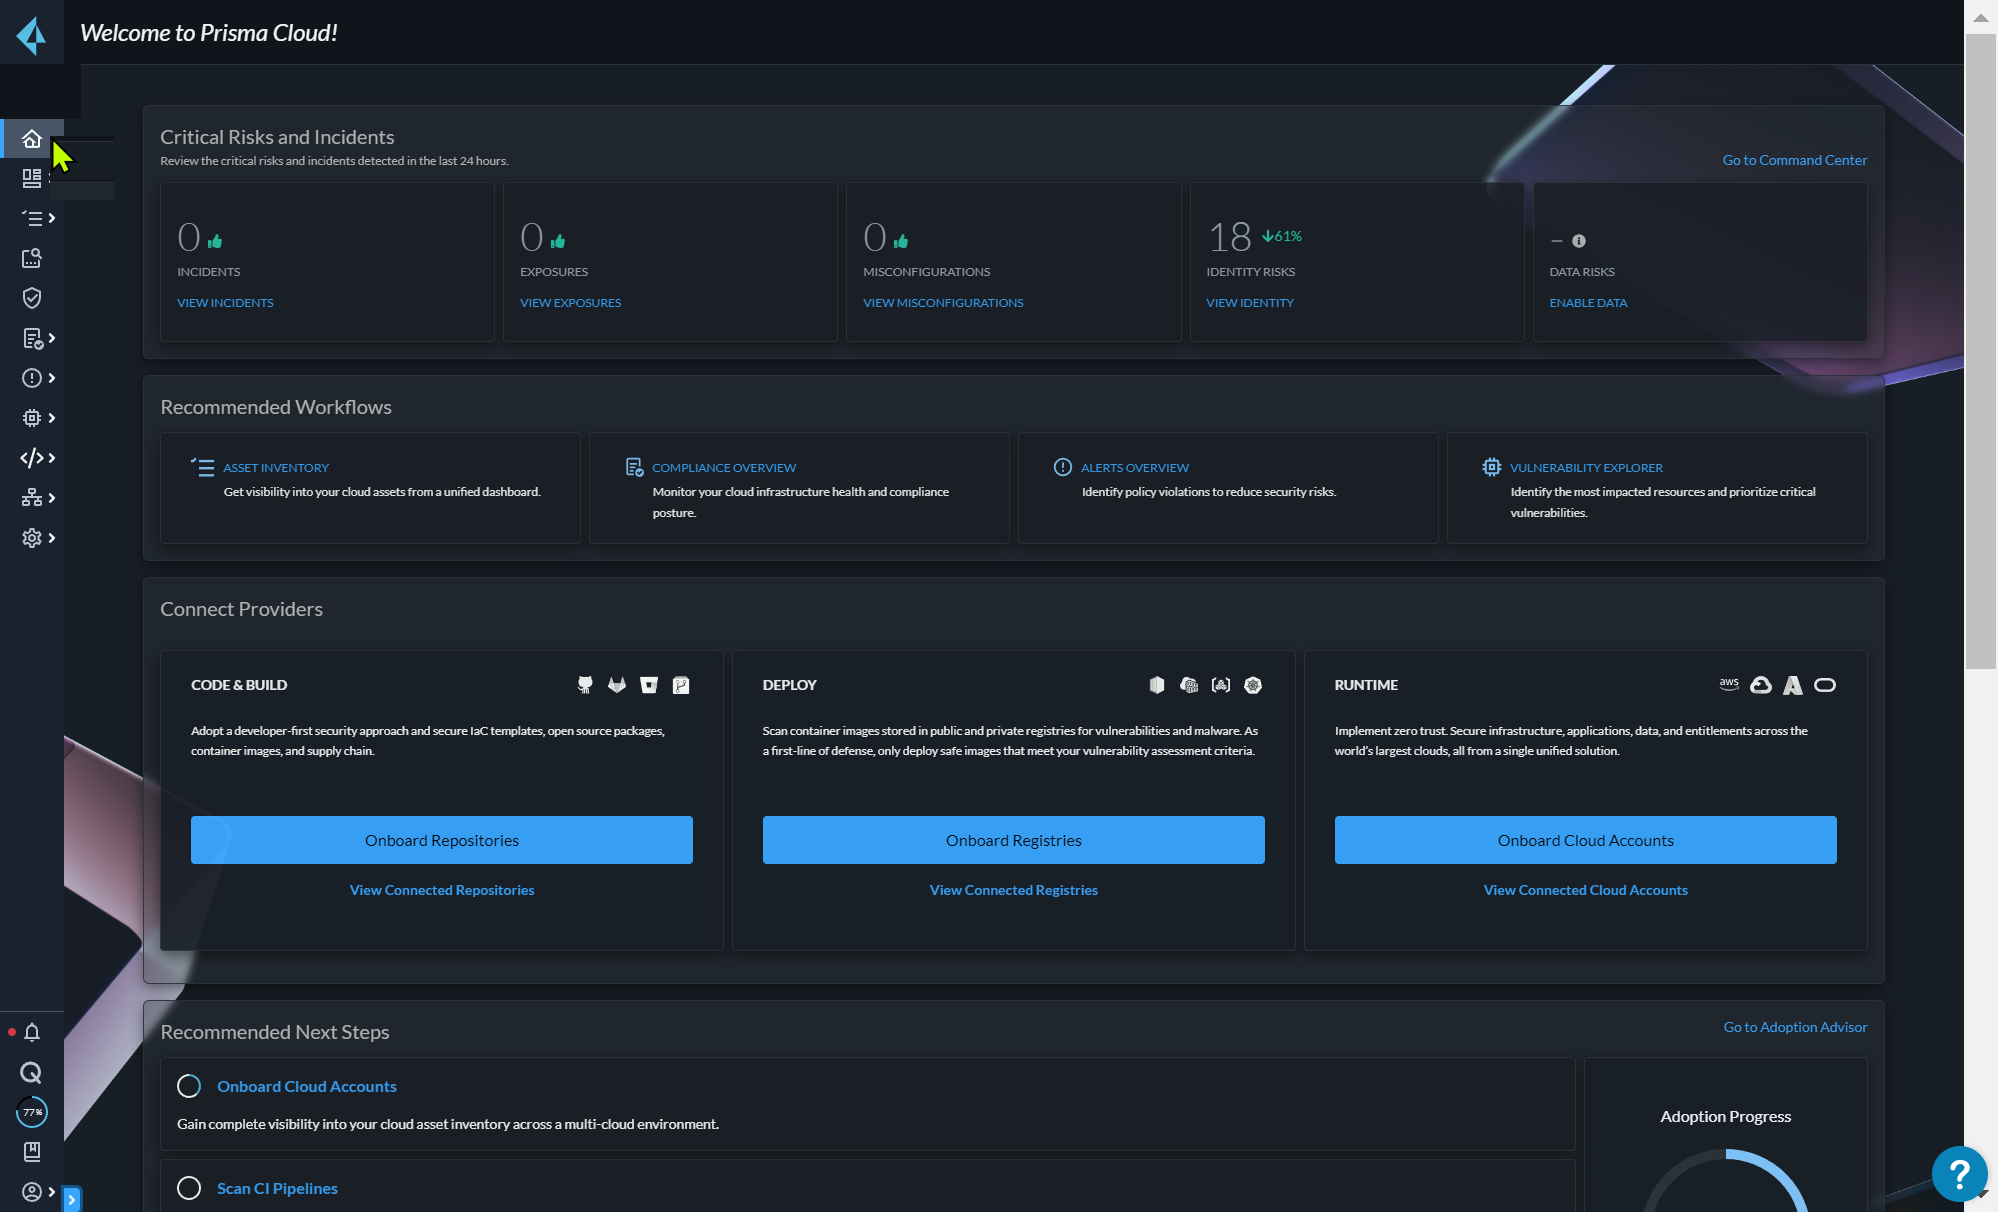 Welcome to Prisma Cloud!
Critical Risks and Incidents
Review the critical risks and incidents detected in the last 24 hours.
Go to Command Center
0
INCIDENTS
VIEW INCIDENTS
0
EXPOSURES
VIEW EXPOSURES
0
MISCONFIGURATIONS
VIEW MISCONFIGURATIONS
18 61%
IDENTITY RISKS
VIEW IDENTITY
–
DATA RISKS
ENABLE DATA
Recommended Workflows
ASSET INVENTORY
Get visibility into your cloud assets from a unified dashboard.
COMPLIANCE OVERVIEW
Monitor your cloud infrastructure health and compliance
posture.
ALERTS OVERVIEW
Identify policy violations to reduce security risks.
VULNERABILITY EXPLORER
Identify the most impacted resources and prioritize critical
vulnerabilities.
Connect Providers
CODE & BUILD
Adopt a developer-first security approach and secure IaC templates, open source packages,
container images, and supply chain.
Onboard Repositories
View Connected Repositories
DEPLOY
Scan container images stored in public and private registries for vulnerabilities and malware. As
a first-line of defense, only deploy safe images that meet your vulnerability assessment criteria.
Onboard Registries
View Connected Registries
RUNTIME
aws
Implement zero trust. Secure infrastructure, applications, data, and entitlements across the
world's largest clouds, all from a single unified solution.
Onboard Cloud Accounts
View Connected Cloud Accounts
Recommended Next Steps
Go to Adoption Advisor
Onboard Cloud Accounts
Gain complete visibility into your cloud asset inventory across a multi-cloud environment.
Scan CI Pipelines
Adoption Progress
77%
?